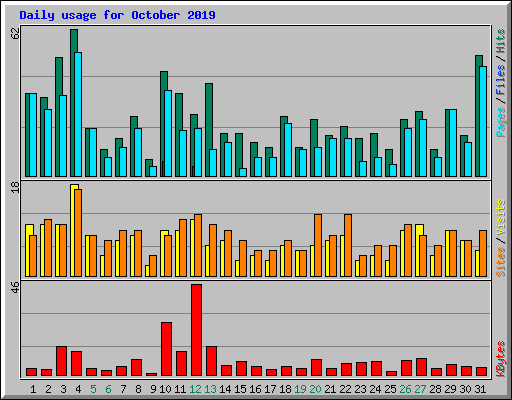 Daily usage for October 2019
62
Pages / Files / Hits
18
Sites / Visits
46
KBytes
1 2 3 4 5 6 7 8 9 10 11 12 13 14 15 16 17 18 19 20 21 22 23 24 25 26 27 28 29 30 31